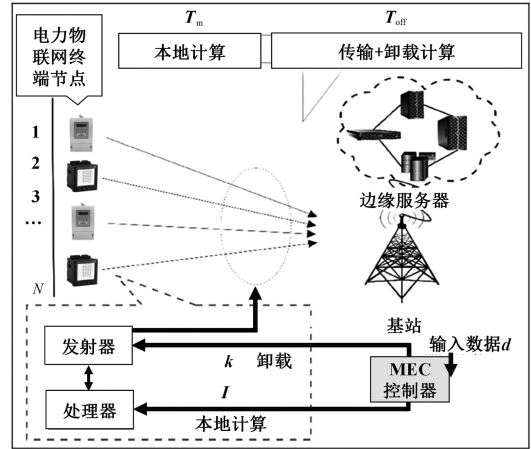 T_m
T_off
电力物
联网终
端节点
本地计算
传输+卸载计算
1
2
3
...
N
边缘服务器
基站
发射器
k 卸载
输入数据d
MEC
控制器
处理器
I
本地计算